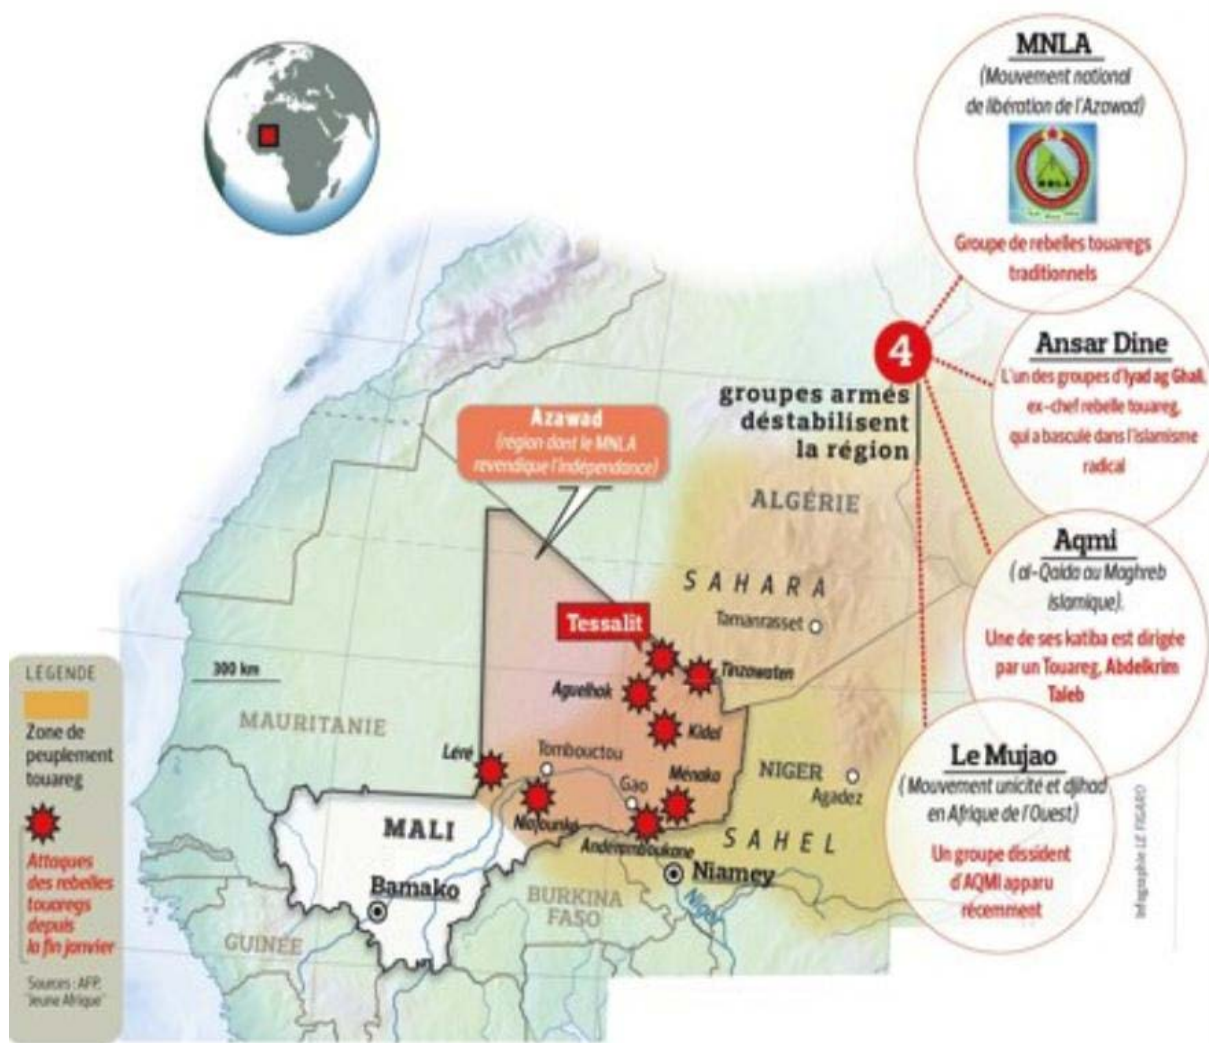 MNLA
(Mouvement national
de libération de l'Azawad)
MNLA
Groupe de rebelles touaregs
traditionnels
4
groupes armés
déstabilisent
la région
Ansar Dine
L'un des groupes d'Iyad ag Ghali,
ex-chef rebelle touareg,
qui a basculé dans l'islamisme
radical
Aqmi
(al-Qaida au Maghreb
islamique).
Une de ses katiba est dirigée
par un Touareg, Abdelkrim
Taleb
Le Mujao
(Mouvement unicité et djihad
en Afrique de l'Ouest)
Un groupe dissident
d'AQMI apparu
récemment
Azawad
(région dont le MNLA
revendique l'indépendance)
ALGÉRIE
SAHARA
Tamanrasset
Tessalit
Tinzawaten
Aguelhok
Kidal
300 km
MAURITANIE
Léré
Tombouctou
Gao
Ménaka
NIGER
Agadez
Niafounké
Andéramboukane
SAHEL
MALI
Bamako
Niamey
Niger
BURKINA
FASO
GUINÉE
LÉGENDE
Zone de
peuplement
touareg
Attaques
des rebelles
touaregs
depuis
la fin janvier
Sources : AFP,
"Jeune Afrique"
Infographie LE FIGARO